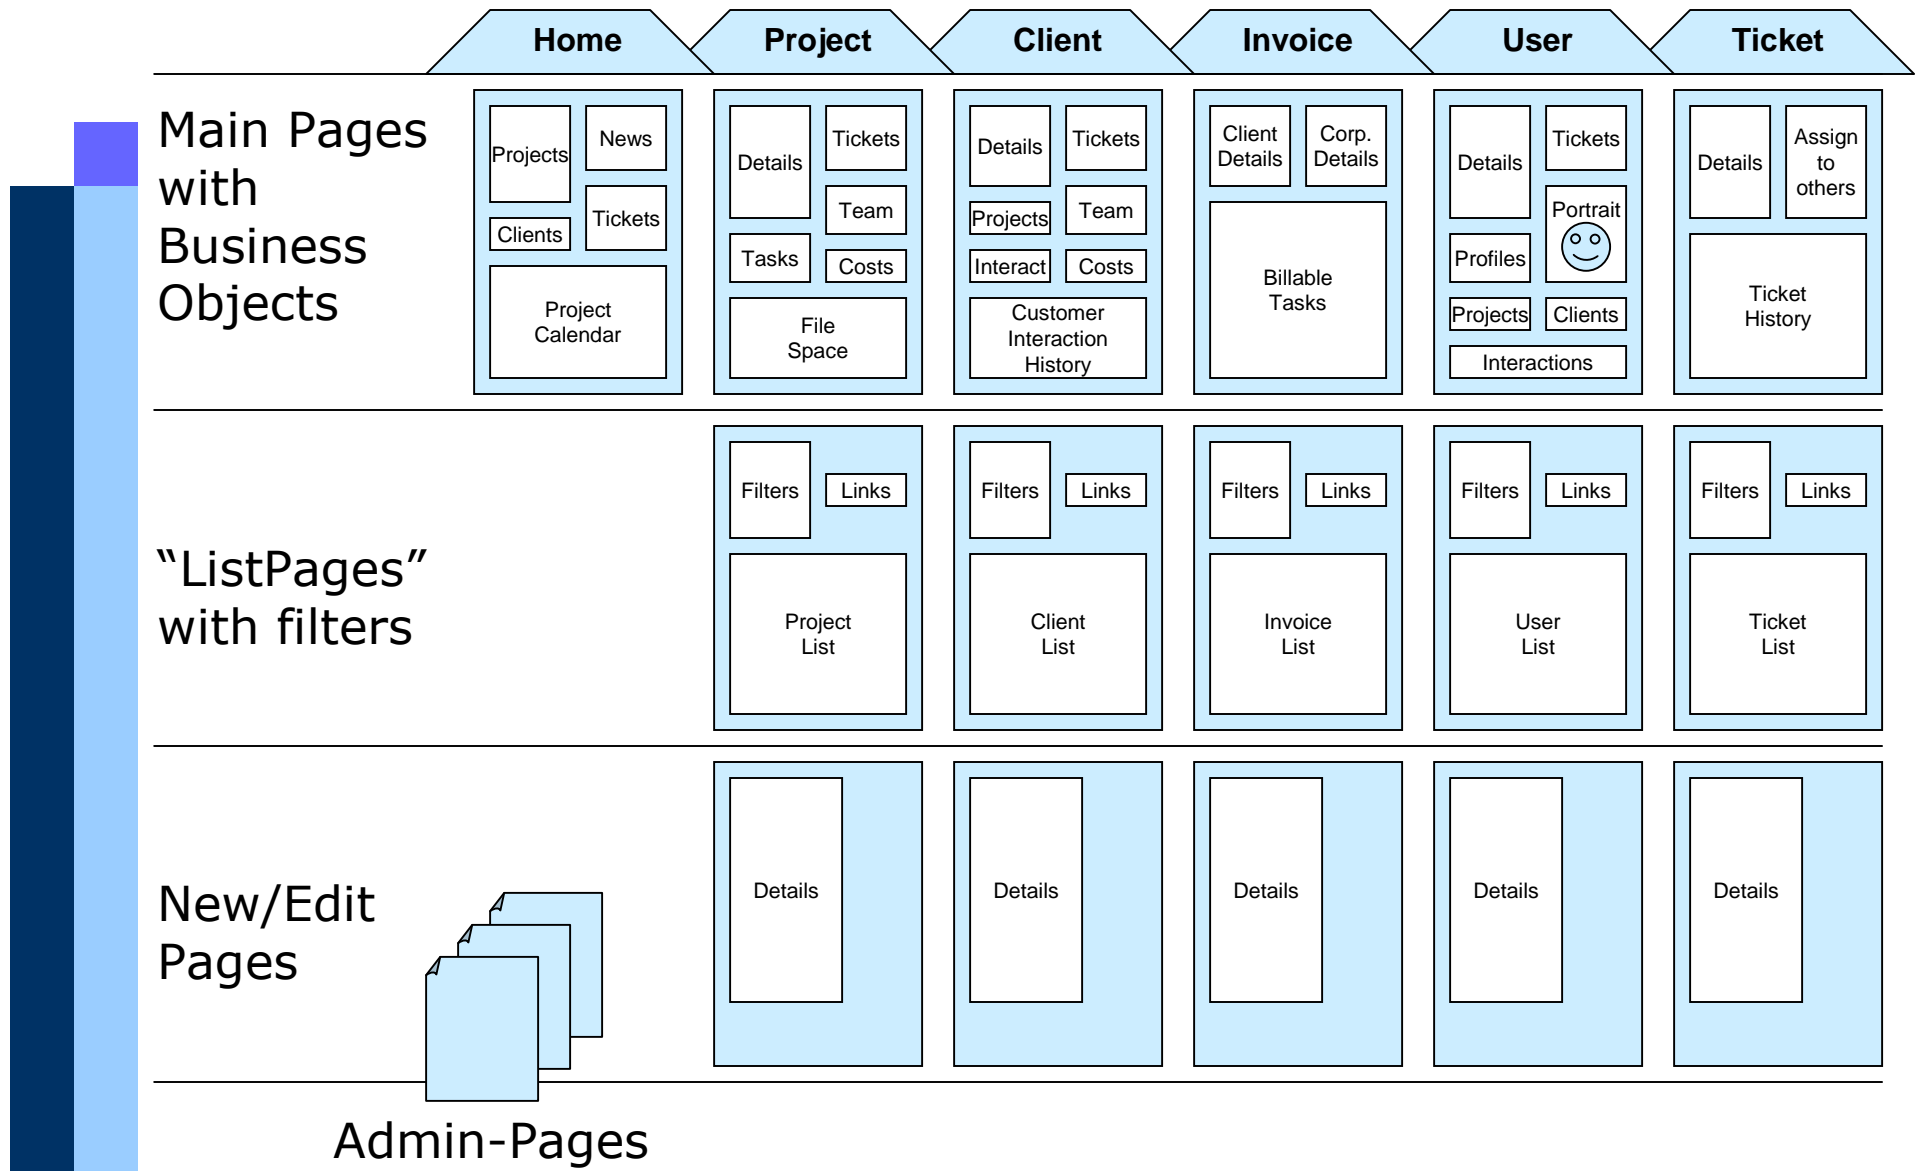 Home
Project
Client
Invoice
User
Ticket
Main Pages
with
Business
Objects
Projects
News
Clients
Tickets
Project
Calendar
Details
Tickets
Team
Tasks
Costs
File
Space
Details
Tickets
Projects
Team
Interact
Costs
Customer
Interaction
History
Client
Details
Corp.
Details
Billable
Tasks
Details
Tickets
Portrait
Profiles
Projects
Clients
Interactions
Details
Assign
to
others
Ticket
History
“ListPages”
with filters
Filters
Links
Project
List
Filters
Links
Client
List
Filters
Links
Invoice
List
Filters
Links
User
List
Filters
Links
Ticket
List
New/Edit
Pages
Details
Details
Details
Details
Details
Admin-Pages